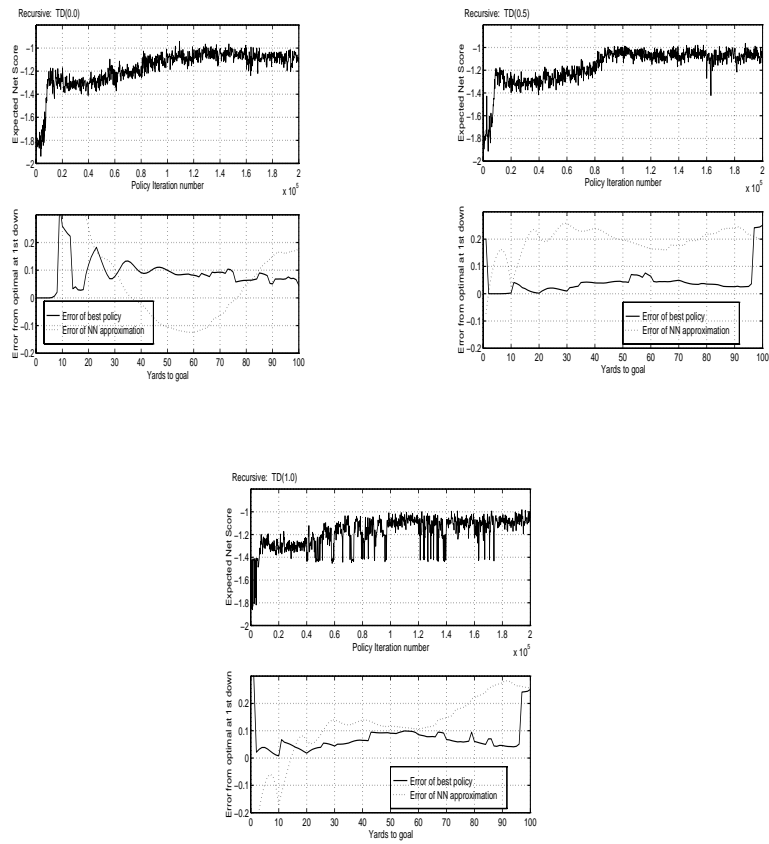 Recursive: TD(0.0)
Expected Net Score
−1
−1.2
−1.4
−1.6
−1.8
−2
0 0.2 0.4 0.6 0.8 1 1.2 1.4 1.6 1.8 2
Policy Iteration number
x 10^5
Error from optimal at 1st down
0.2
0.1
0
−0.1
−0.2
Error of best policy
Error of NN approximation
0 10 20 30 40 50 60 70 80 90 100
Yards to goal
Recursive: TD(0.5)
Expected Net Score
−1
−1.2
−1.4
−1.6
−1.8
−2
0 0.2 0.4 0.6 0.8 1 1.2 1.4 1.6 1.8 2
Policy Iteration number
x 10^5
Error from optimal at 1st down
0.2
0.1
0
−0.1
−0.2
Error of best policy
Error of NN approximation
0 10 20 30 40 50 60 70 80 90 100
Yards to goal
Recursive: TD(1.0)
Expected Net Score
−1
−1.2
−1.4
−1.6
−1.8
−2
0 0.2 0.4 0.6 0.8 1 1.2 1.4 1.6 1.8 2
Policy Iteration number
x 10^5
Error from optimal at 1st down
0.2
0.1
0
−0.1
−0.2
Error of best policy
Error of NN approximation
0 10 20 30 40 50 60 70 80 90 100
Yards to goal